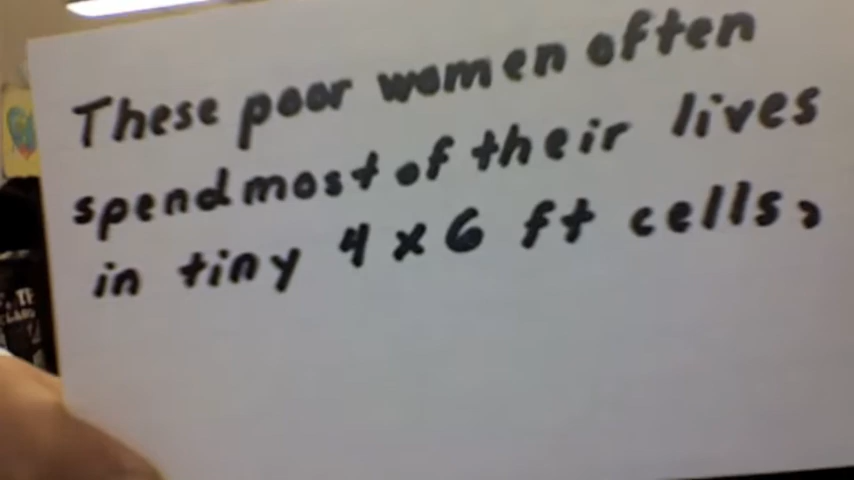 These poor women often
spend most of their lives
in tiny 4 x 6 ft cells,